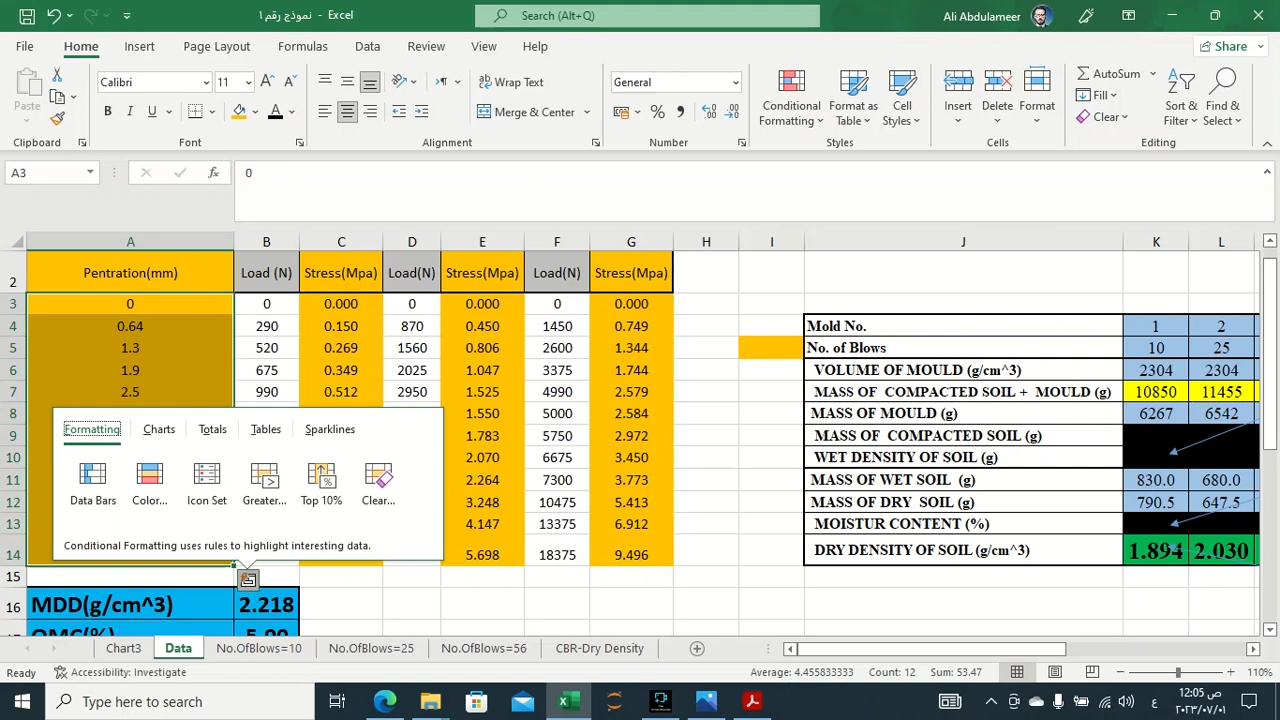 نموذج رقم١ - Excel
Search (Alt+Q)
Ali Abdulameer
File Home Insert Page Layout Formulas Data Review View Help
Share
Paste
Calibri 11
B I U
Wrap Text
Merge & Center
General
Conditional Formatting
Format as Table
Cell Styles
Insert Delete Format
AutoSum
Fill
Clear
Sort & Filter
Find & Select
Clipboard Font Alignment Number Styles Cells Editing
A3 fx 0
A B C D E F G H I J K L
2 Pentration(mm) Load (N) Stress(Mpa) Load(N) Stress(Mpa) Load(N) Stress(Mpa)
3 0 0 0.000 0 0.000 0 0.000
4 0.64 290 0.150 870 0.450 1450 0.749 Mold No. 1 2
5 1.3 520 0.269 1560 0.806 2600 1.344 No. of Blows 10 25
6 1.9 675 0.349 2025 1.047 3375 1.744 VOLUME OF MOULD (g/cm^3) 2304 2304
7 2.5 990 0.512 2950 1.525 4990 2.579 MASS OF COMPACTED SOIL + MOULD (g) 10850 11455
8 1.550 5000 2.584 MASS OF MOULD (g) 6267 6542
9 1.783 5750 2.972 MASS OF COMPACTED SOIL (g)
10 2.070 6675 3.450 WET DENSITY OF SOIL (g)
11 2.264 7300 3.773 MASS OF WET SOIL (g) 830.0 680.0
12 3.248 10475 5.413 MASS OF DRY SOIL (g) 790.5 647.5
13 4.147 13375 6.912 MOISTUR CONTENT (%)
14 5.698 18375 9.496 DRY DENSITY OF SOIL (g/cm^3) 1.894 2.030
Formatting Charts Totals Tables Sparklines
Data Bars Color... Icon Set Greater... Top 10% Clear...
Conditional Formatting uses rules to highlight interesting data.
15
16 MDD(g/cm^3) 2.218
17 OMC(%) 5.00
Chart3 Data No.OfBlows=10 No.OfBlows=25 No.OfBlows=56 CBR-Dry Density
Ready Accessibility: Investigate Average: 4.455833333 Count: 12 Sum: 53.47 110%
Type here to search
ع
12:05 ص
٢٠٢٣/٠٧/٠١